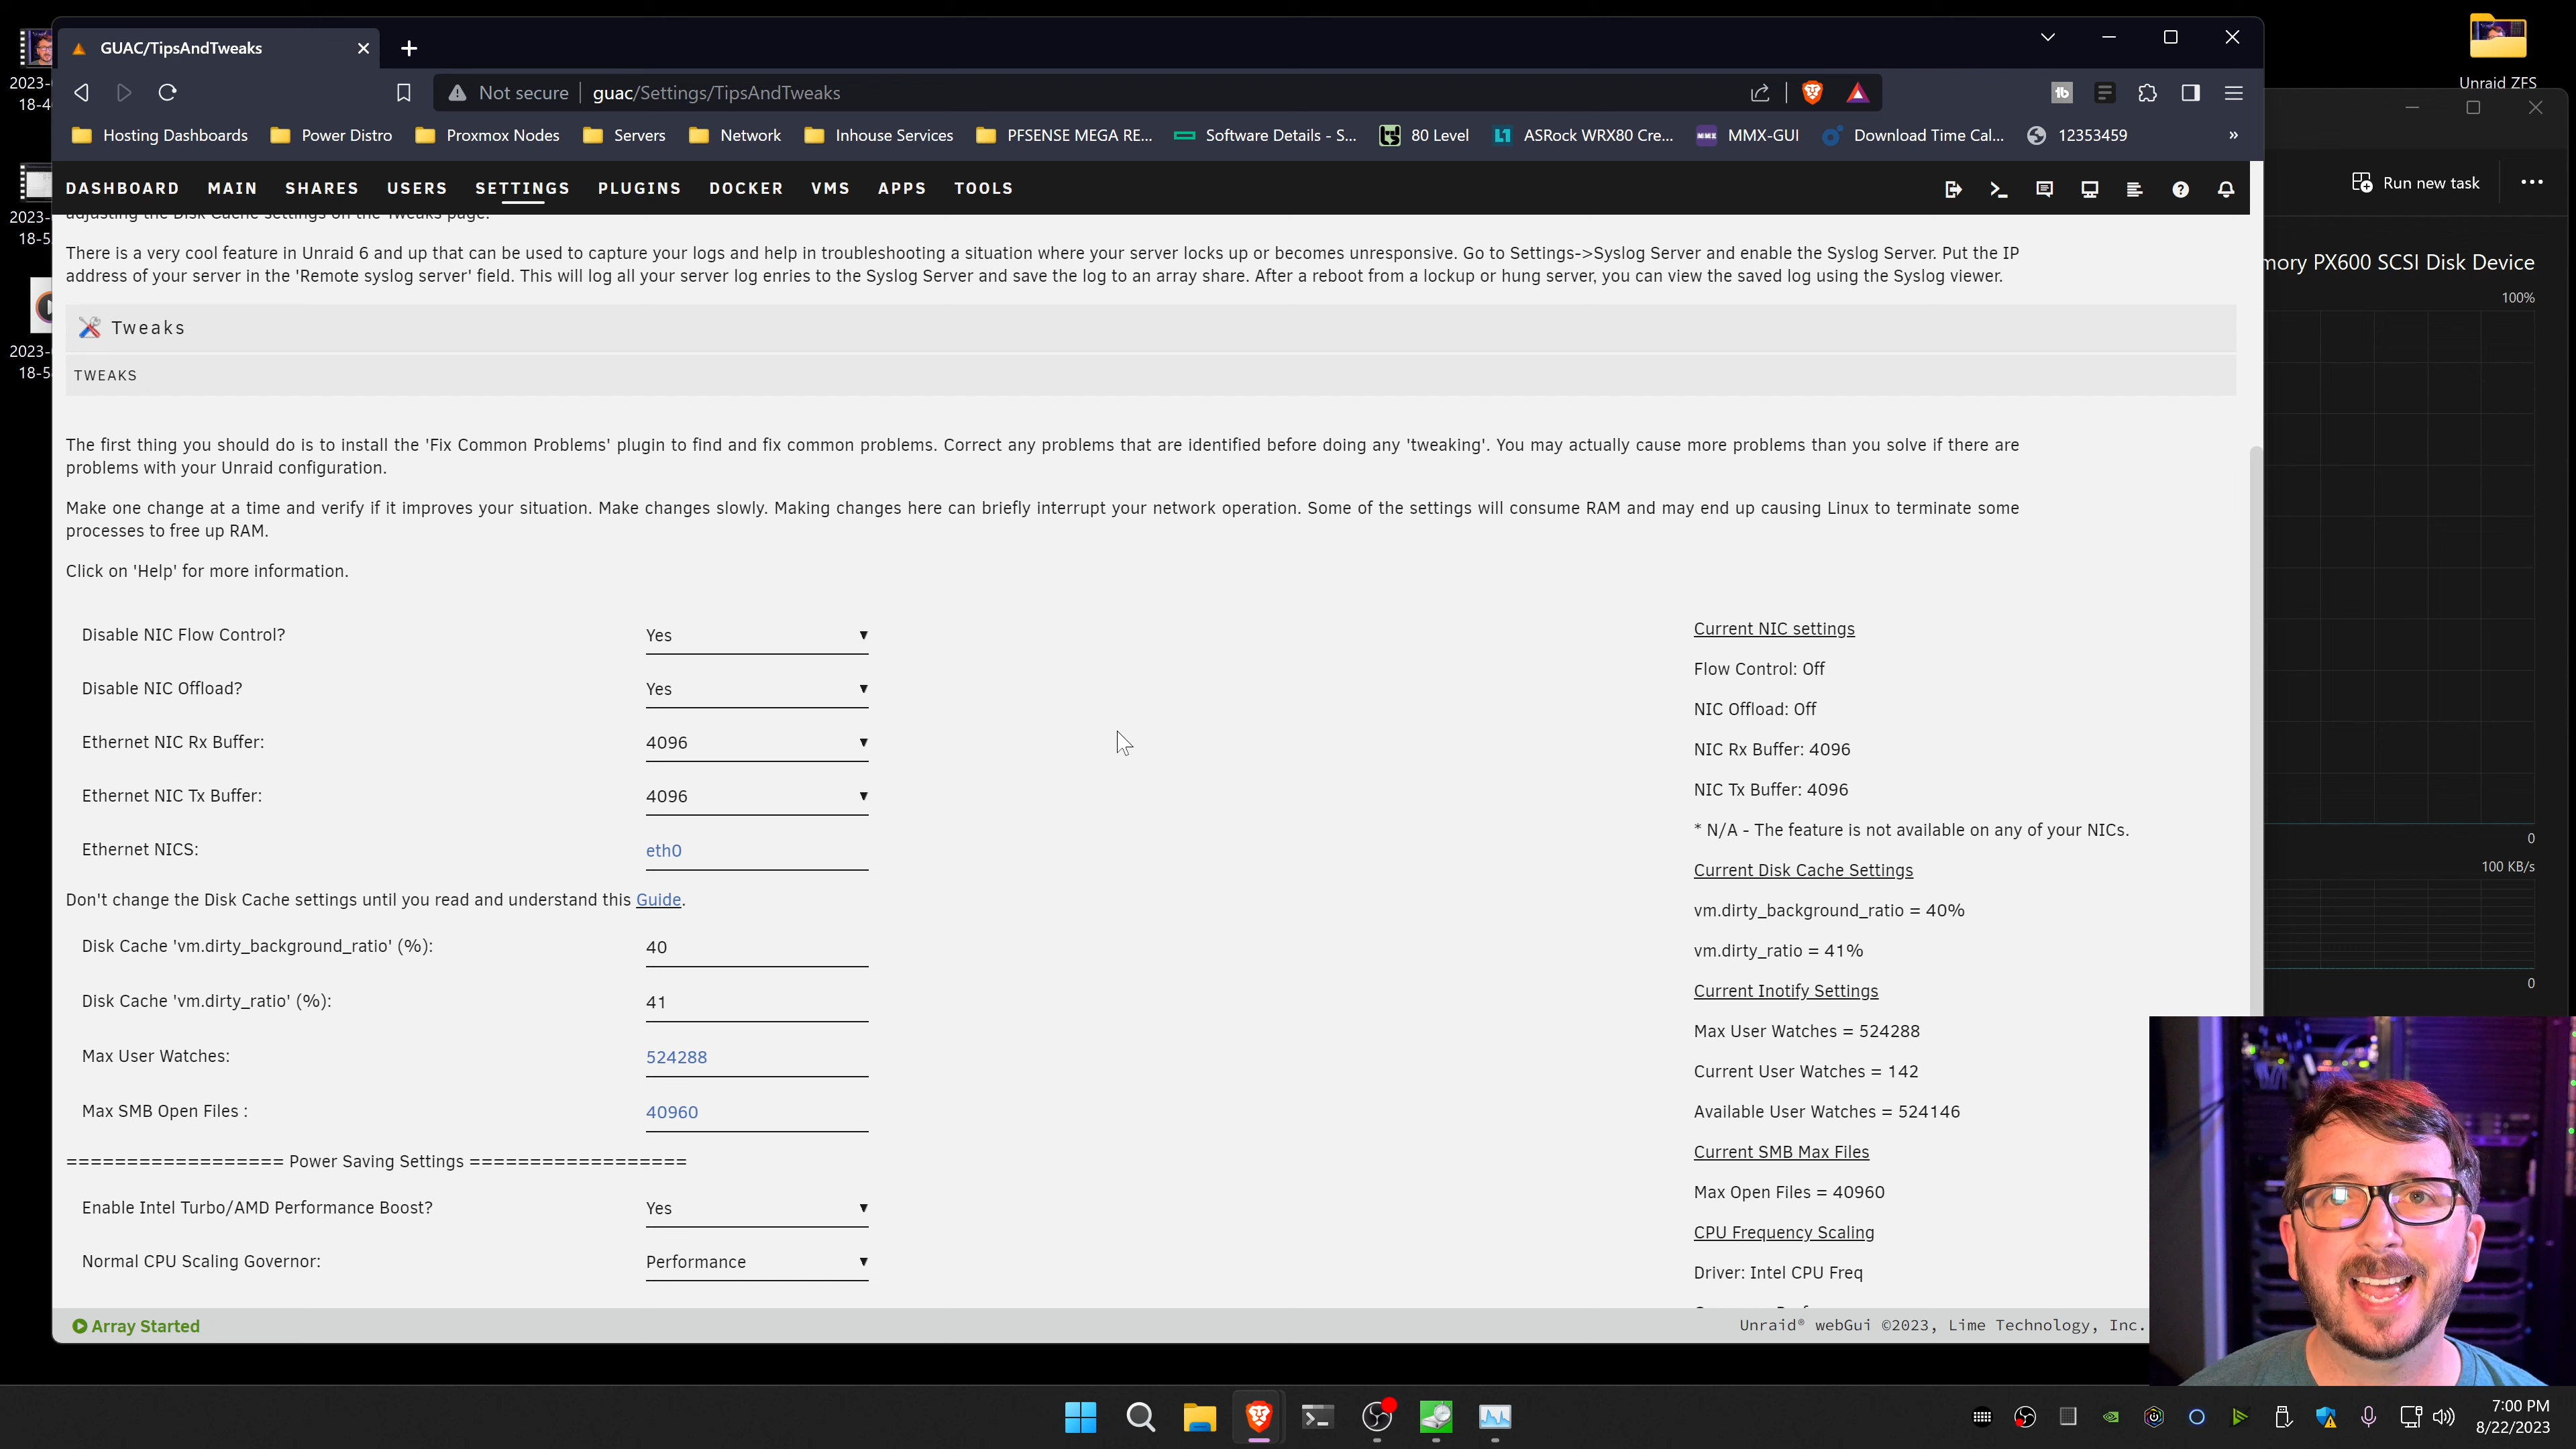 GUAC/TipsAndTweaks
Unraid ZFS
2023-
18-4
Not secure guac/Settings/TipsAndTweaks
Hosting Dashboards Power Distro Proxmox Nodes Servers Network Inhouse Services PFSENSE MEGA RE... Software Details - S... 80 Level ASRock WRX80 Cre... MMX-GUI Download Time Cal... 12353459 »
DASHBOARD MAIN SHARES USERS SETTINGS PLUGINS DOCKER VMS APPS TOOLS
Run new task
2023-
18-5
adjusting the Disk Cache settings on the Tweaks page.
There is a very cool feature in Unraid 6 and up that can be used to capture your logs and help in troubleshooting a situation where your server locks up or becomes unresponsive. Go to Settings->Syslog Server and enable the Syslog Server. Put the IP
address of your server in the 'Remote syslog server' field. This will log all your server log enries to the Syslog Server and save the log to an array share. After a reboot from a lockup or hung server, you can view the saved log using the Syslog viewer.
mory PX600 SCSI Disk Device
100%
Tweaks
2023-
18-5
TWEAKS
The first thing you should do is to install the 'Fix Common Problems' plugin to find and fix common problems. Correct any problems that are identified before doing any 'tweaking'. You may actually cause more problems than you solve if there are
problems with your Unraid configuration.
Make one change at a time and verify if it improves your situation. Make changes slowly. Making changes here can briefly interrupt your network operation. Some of the settings will consume RAM and may end up causing Linux to terminate some
processes to free up RAM.
Click on 'Help' for more information.
Disable NIC Flow Control? Yes
Disable NIC Offload? Yes
Ethernet NIC Rx Buffer: 4096
Ethernet NIC Tx Buffer: 4096
Ethernet NICS: eth0
Don't change the Disk Cache settings until you read and understand this Guide.
Disk Cache 'vm.dirty_background_ratio' (%): 40
Disk Cache 'vm.dirty_ratio' (%): 41
Max User Watches: 524288
Max SMB Open Files : 40960
================== Power Saving Settings ==================
Enable Intel Turbo/AMD Performance Boost? Yes
Normal CPU Scaling Governor: Performance
Current NIC settings
Flow Control: Off
NIC Offload: Off
NIC Rx Buffer: 4096
NIC Tx Buffer: 4096
* N/A - The feature is not available on any of your NICs.
Current Disk Cache Settings
vm.dirty_background_ratio = 40%
vm.dirty_ratio = 41%
Current Inotify Settings
Max User Watches = 524288
Current User Watches = 142
Available User Watches = 524146
Current SMB Max Files
Max Open Files = 40960
CPU Frequency Scaling
Driver: Intel CPU Freq
0
100 KB/s
0
Array Started
Unraid® webGui ©2023, Lime Technology, Inc.
7:00 PM
8/22/2023